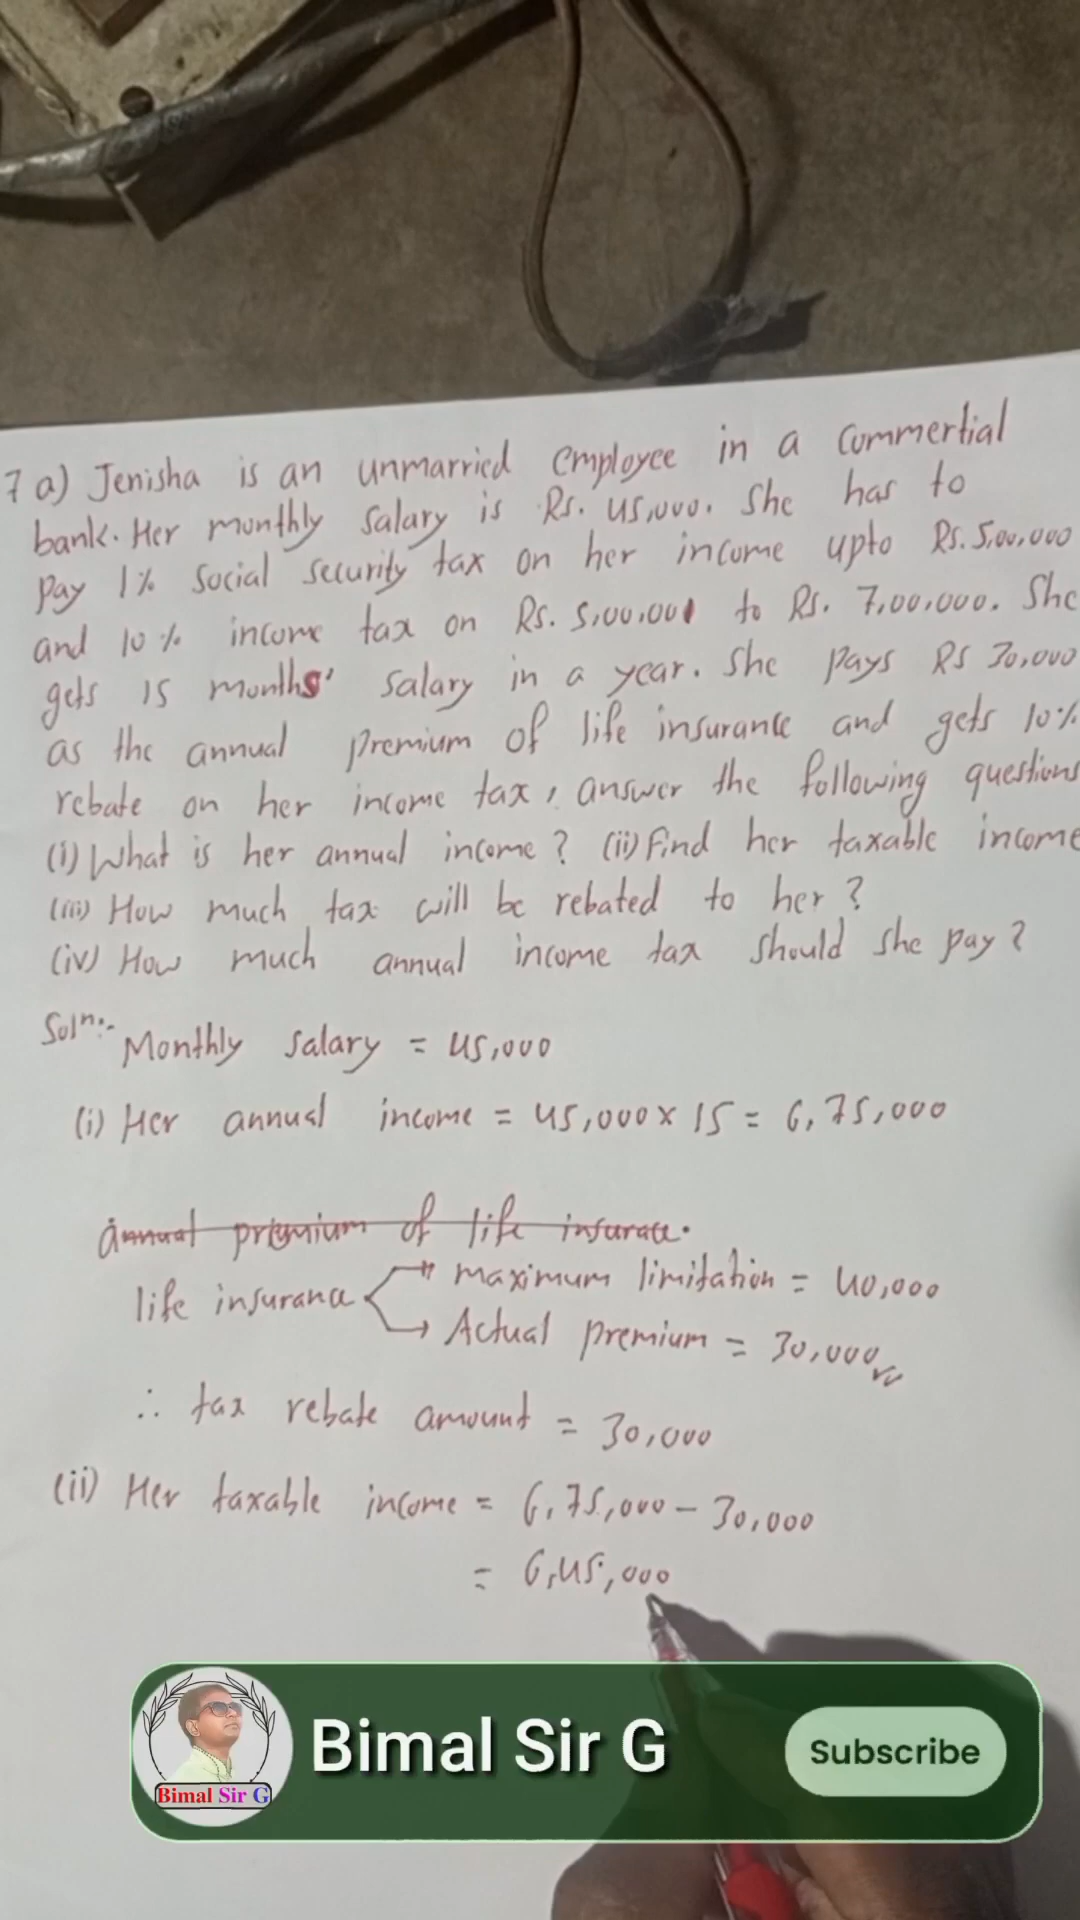 7 a) Jenisha is an unmarried employee in a commertial
bank. Her monthly salary is Rs. 45,000. She has to
pay 1% social security tax on her income upto Rs. 5,00,000
and 10% income tax on Rs. 5,00,001 to Rs. 7,00,000. She
gets 15 months' salary in a year. She pays RS 30,000
as the annual premium of life insurance and gets 10%
rebate on her income tax, answer the following questions
(i) What is her annual income? (ii) Find her taxable income
(iii) How much tax will be rebated to her?
(iv) How much annual income tax should she pay?
Solⁿ:- Monthly salary = 45,000
(i) Her annual income = 45,000 x 15 = 6,75,000
annual premium of life insurace.
life insurance → maximum limitation = 40,000
→ Actual premium = 30,000
∴ tax rebate amount = 30,000
(ii) Her taxable income = 6,75,000 - 30,000
= 6,45,000
Bimal Sir G
Subscribe
Bimal Sir G